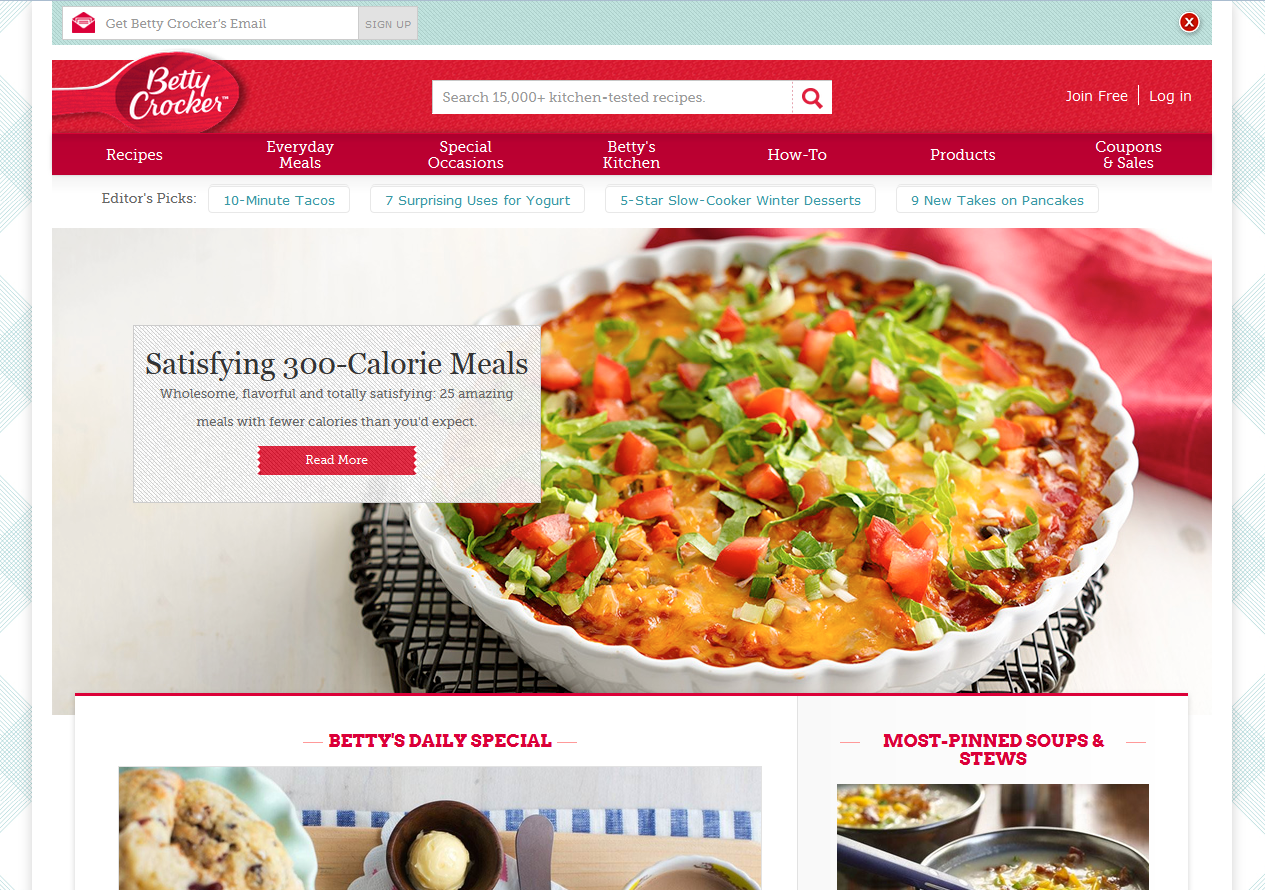 Get Betty Crocker's Email
SIGN UP
Betty
Crocker™
Search 15,000+ kitchen-tested recipes.
Join Free
Log in
Recipes
Everyday
Meals
Special
Occasions
Betty's
Kitchen
How-To
Products
Coupons
& Sales
Editor's Picks:
10-Minute Tacos
7 Surprising Uses for Yogurt
5-Star Slow-Cooker Winter Desserts
9 New Takes on Pancakes
Satisfying 300-Calorie Meals
Wholesome, flavorful and totally satisfying: 25 amazing
meals with fewer calories than you'd expect.
Read More
BETTY'S DAILY SPECIAL
MOST-PINNED SOUPS &
STEWS